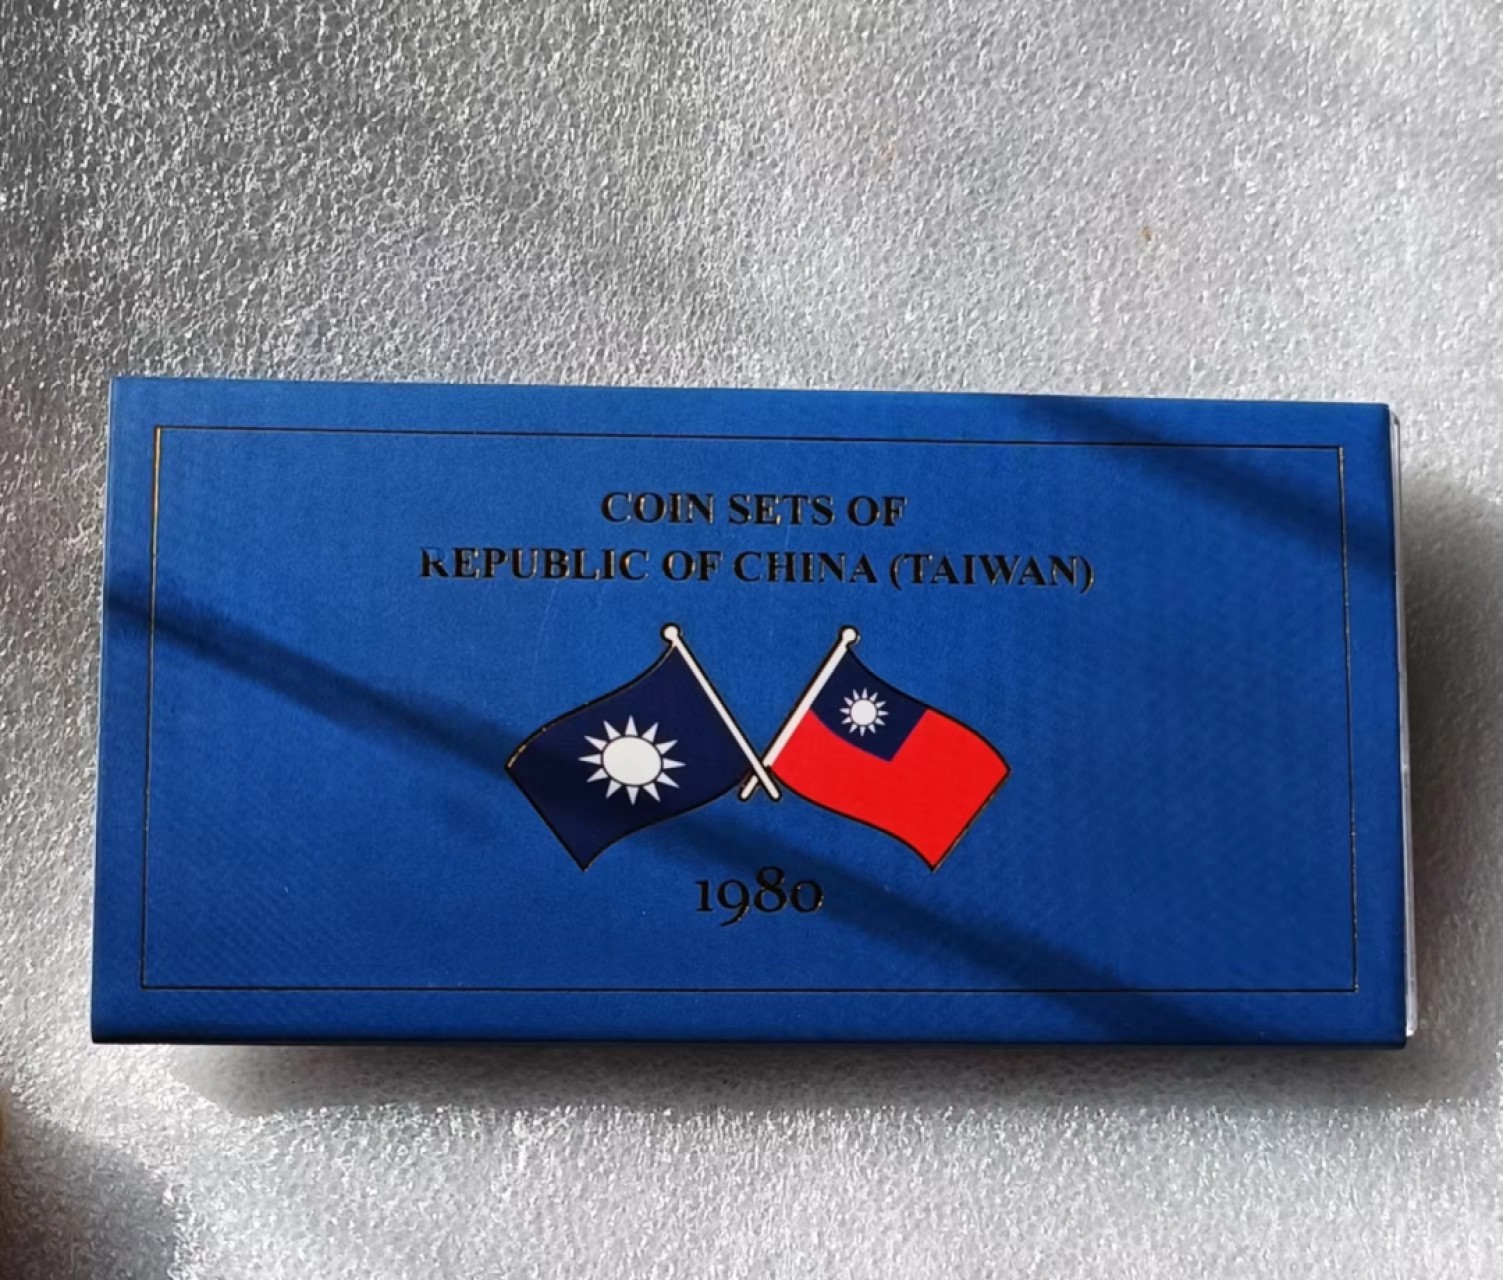 COIN SETS OF
REPUBLIC OF CHINA (TAIWAN)
1980